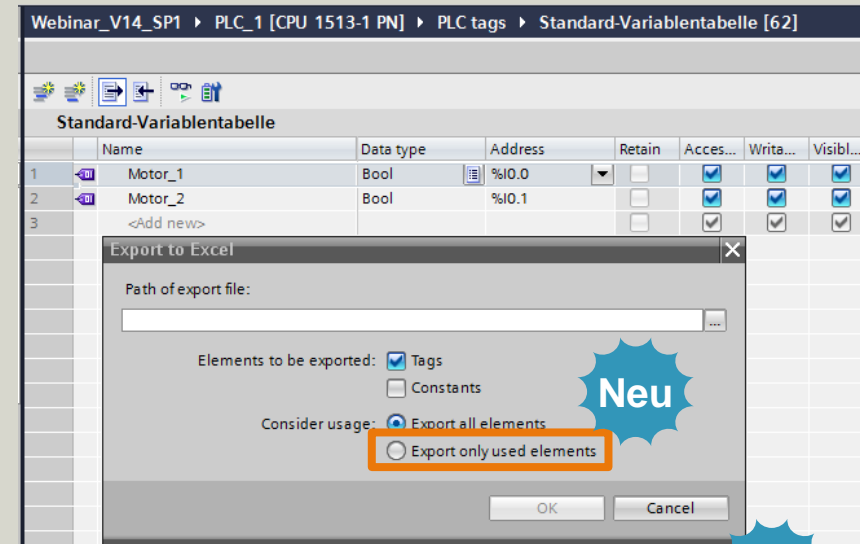 Webinar_V14_SP1 ▸ PLC_1 [CPU 1513-1 PN] ▸ PLC tags ▸ Standard-Variablentabelle [62]
Standard-Variablentabelle
Name Data type Address Retain Acces... Writa... Visibl...
1 Motor_1 Bool %I0.0
2 Motor_2 Bool %I0.1
3 <Add new>
Export to Excel
Path of export file:
...
Elements to be exported: Tags
Constants
Neu
Consider usage: Export all elements
Export only used elements
OK Cancel